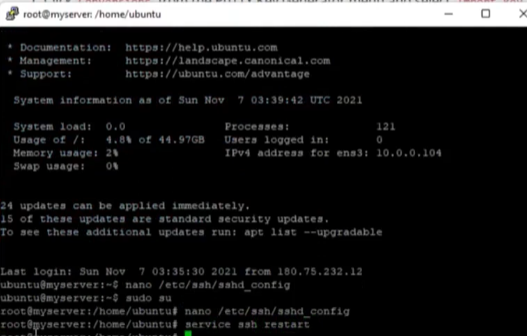 root@myserver: /home/ubuntu
* Documentation:  https://help.ubuntu.com
* Management:     https://landscape.canonical.com
* Support:        https://ubuntu.com/advantage
System information as of Sun Nov  7 03:39:42 UTC 2021
System load:  0.0                Processes:             121
Usage of /:   4.8% of 44.97GB    Users logged in:       0
Memory usage: 2%                 IPv4 address for ens3: 10.0.0.104
Swap usage:   0%
24 updates can be applied immediately.
15 of these updates are standard security updates.
To see these additional updates run: apt list --upgradable
Last login: Sun Nov  7 03:35:30 2021 from 180.75.232.12
ubuntu@myserver:~$ nano /etc/ssh/sshd_config
ubuntu@myserver:~$ sudo su
root@myserver:/home/ubuntu# nano /etc/ssh/sshd_config
root@myserver:/home/ubuntu# service ssh restart
root@myserver:/home/ubuntu#